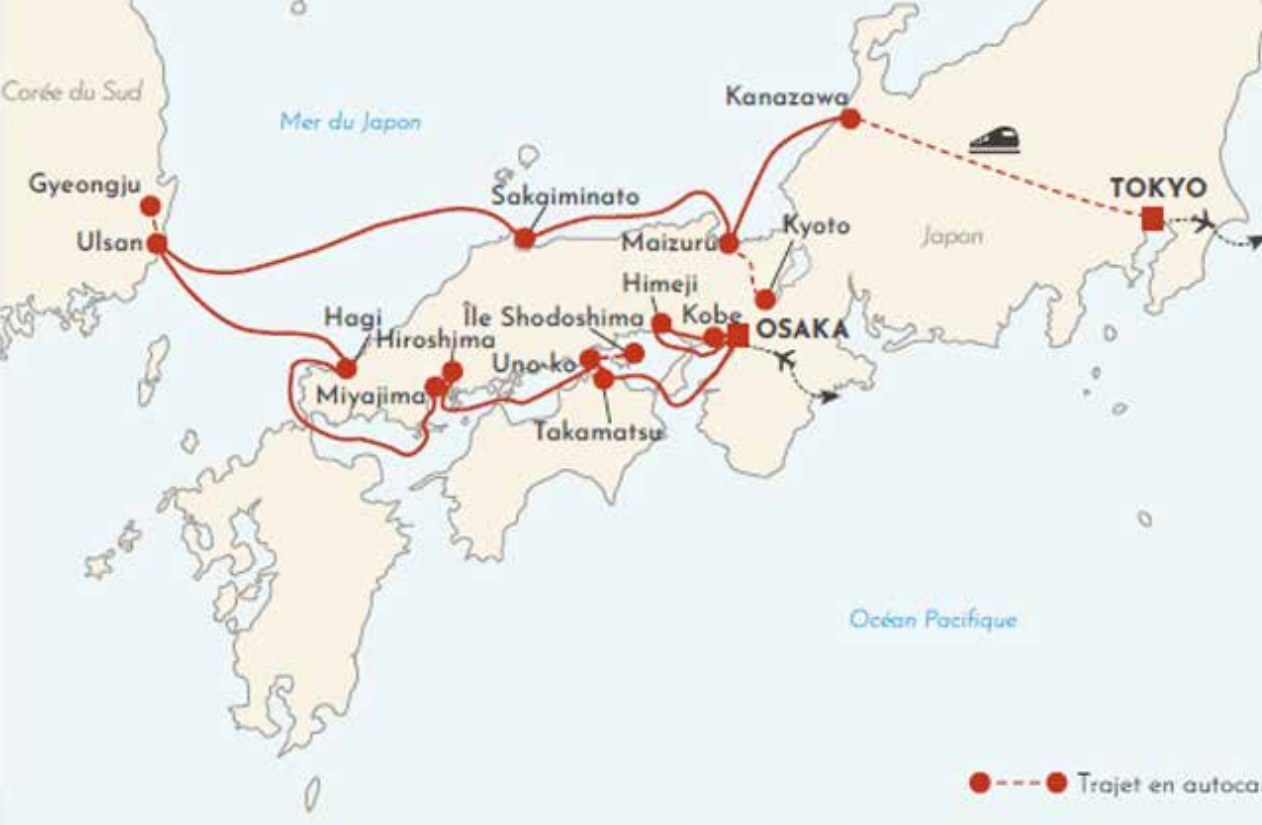 Corée du Sud
Mer du Japon
Kanazawa
Gyeongju
Sakaiminato
TOKYO
Ulsan
Maizuru
Kyoto
Japon
Himeji
Hagi
Île Shodoshima
Kobe
OSAKA
Hiroshima
Uno-ko
Miyajima
Takamatsu
Océan Pacifique
Trajet en autoca